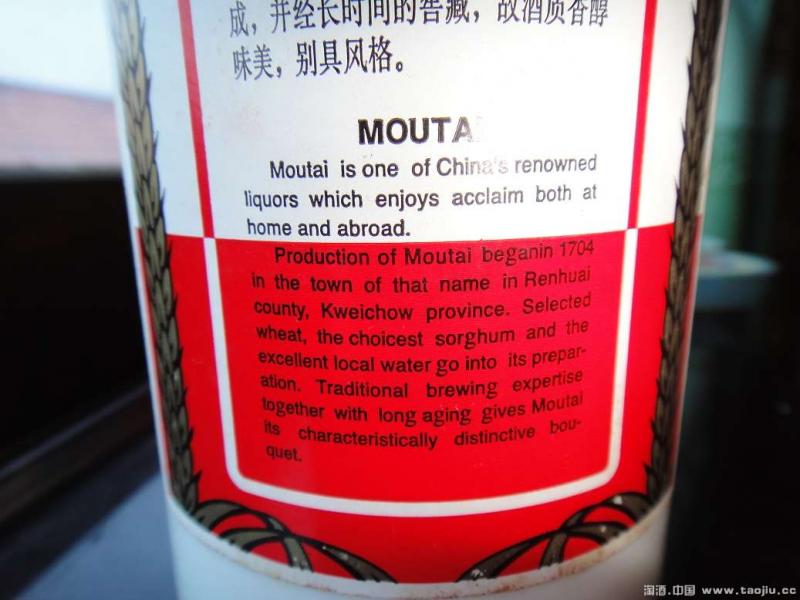 成，并经长时间的窖藏，故酒质香醇
味美，别具风格。
MOUTA
Moutai is one of China's renowned
liquors which enjoys acclaim both at
home and abroad.
Production of Moutai beganin 1704
in the town of that name in Renhuai
county, Kweichow province. Selected
wheat, the choicest sorghum and the
excellent local water go into its prepar-
ation. Traditional brewing expertise
together with long aging gives Moutai
its characteristically distinctive bou-
quet.
淘酒.中国 www.taojiu.cc